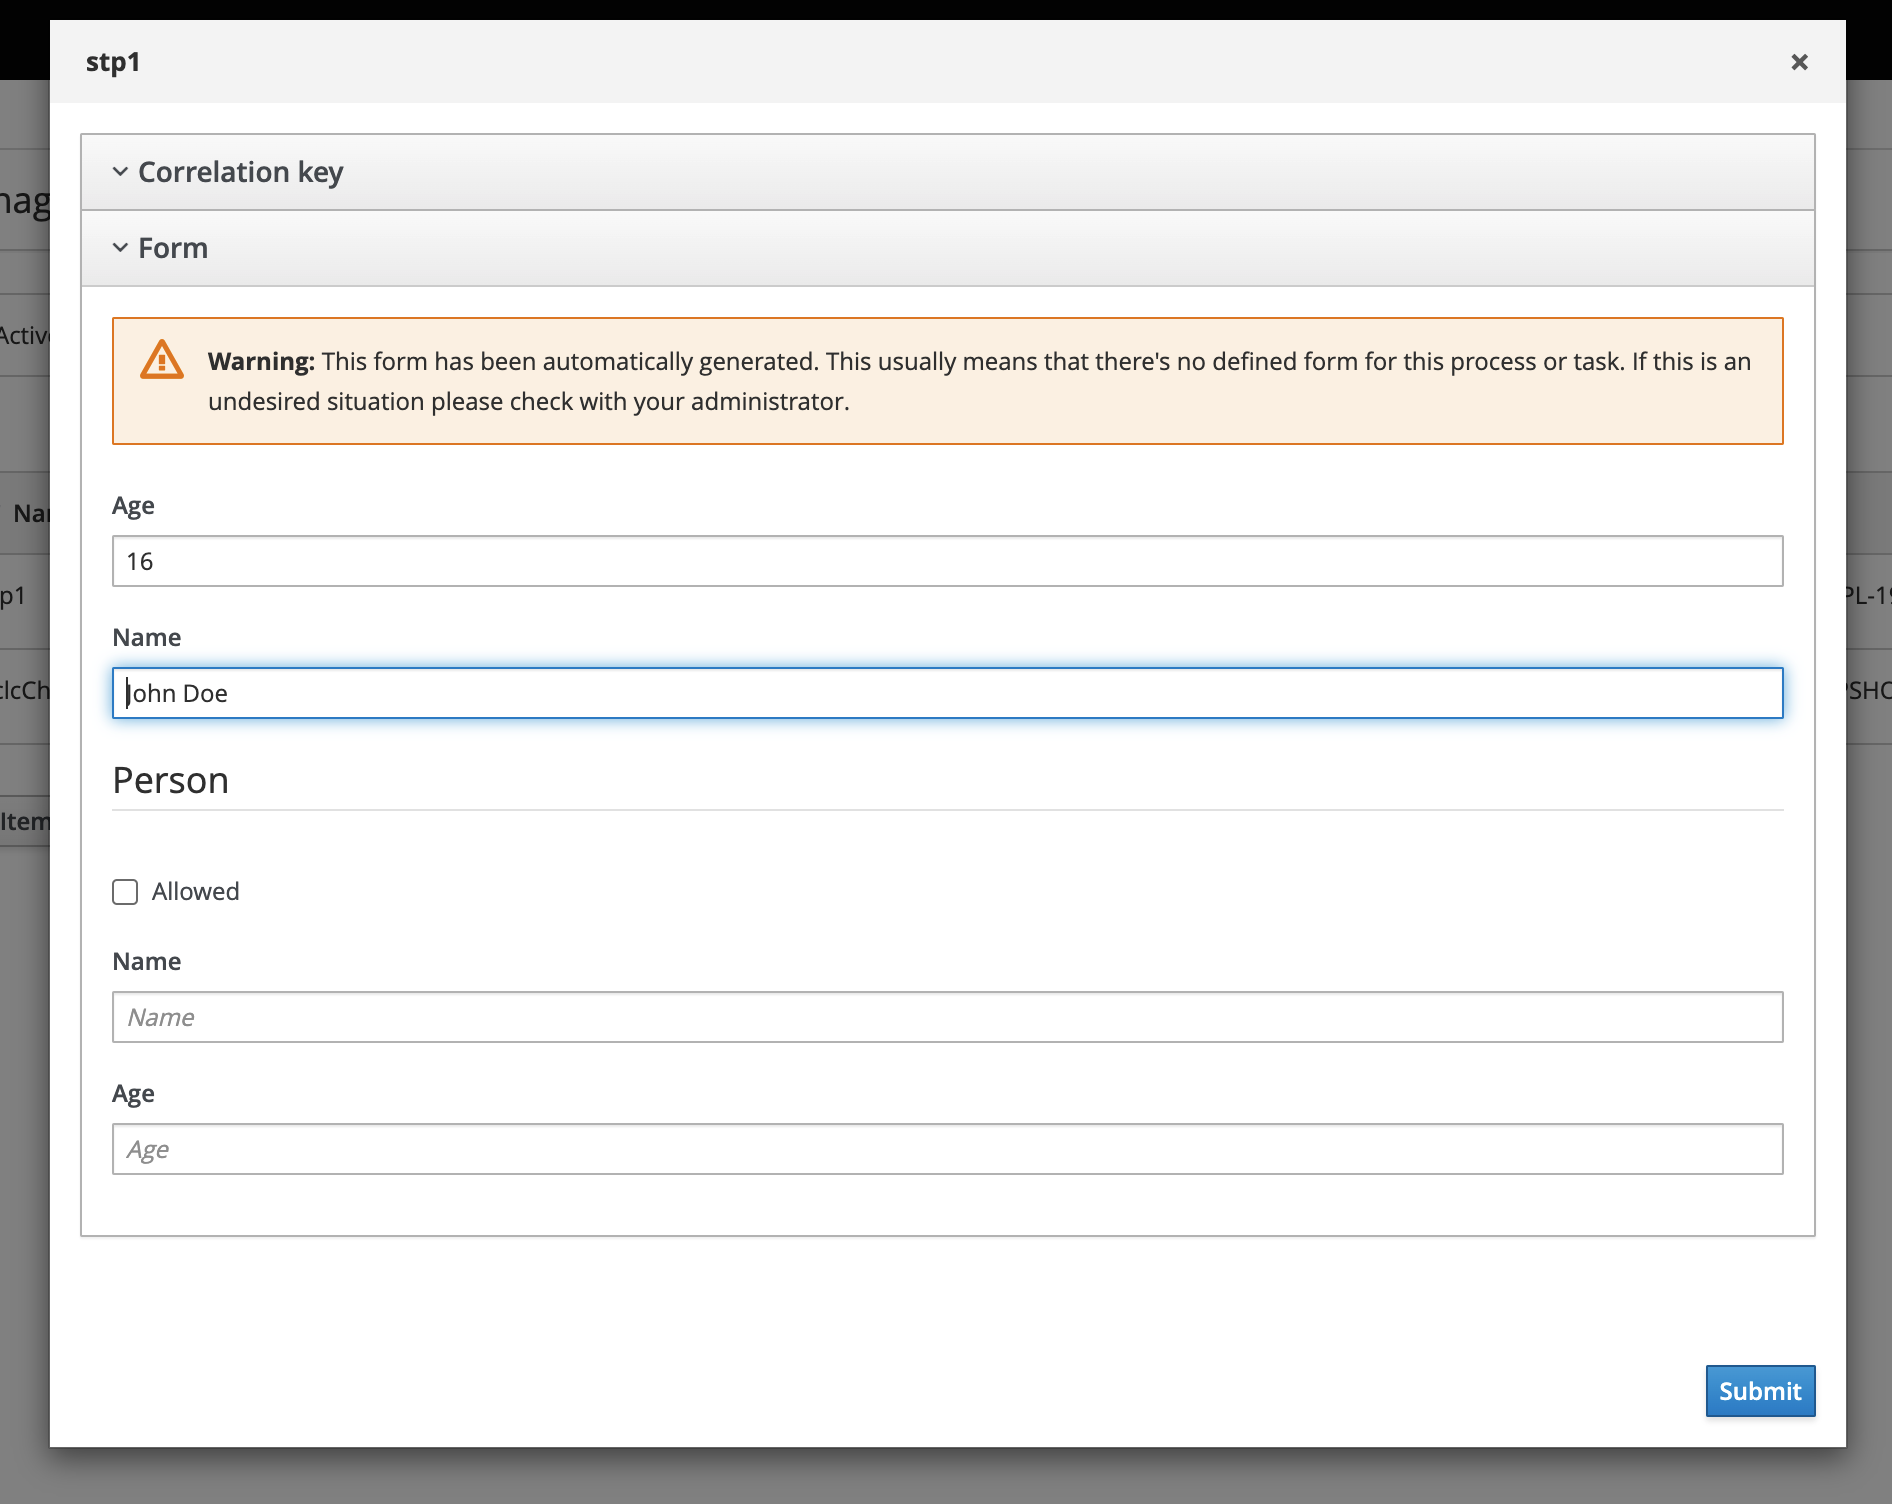 stp1
Correlation key
Form
Warning: This form has been automatically generated. This usually means that there's no defined form for this process or task. If this is an
undesired situation please check with your administrator.
Age
16
Name
John Doe
Person
Allowed
Name
Name
Age
Age
Submit